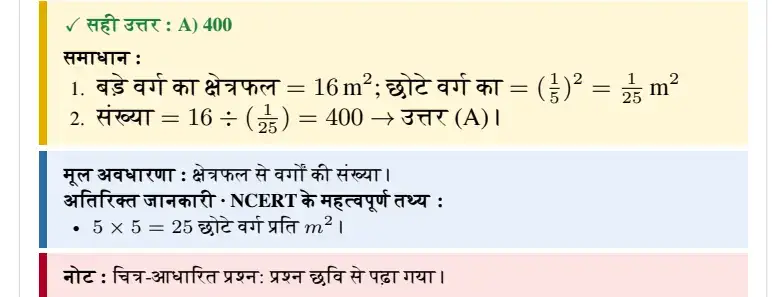 ✓ सही उत्तर : A) 400
समाधान :
1. बड़े वर्ग का क्षेत्रफल = 16 m²; छोटे वर्ग का = (1/5)² = 1/25 m²
2. संख्या = 16 ÷ (1/25) = 400 → उत्तर (A)।
मूल अवधारणा : क्षेत्रफल से वर्गों की संख्या।
अतिरिक्त जानकारी · NCERT के महत्वपूर्ण तथ्य :
• 5 × 5 = 25 छोटे वर्ग प्रति m²।
नोट : चित्र-आधारित प्रश्न: प्रश्न छवि से पढ़ा गया।